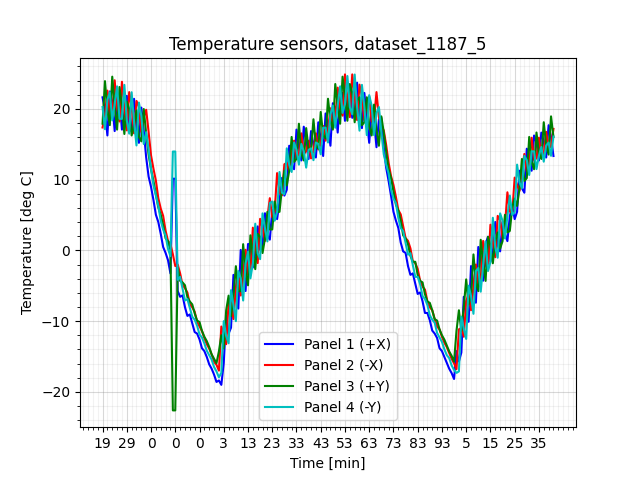 Temperature sensors, dataset_1187_5
Temperature [deg C]
20
10
0
−10
−20
Panel 1 (+X)
Panel 2 (-X)
Panel 3 (+Y)
Panel 4 (-Y)
19 29 0 0 0 3 13 23 33 43 53 63 73 83 93 5 15 25 35
Time [min]